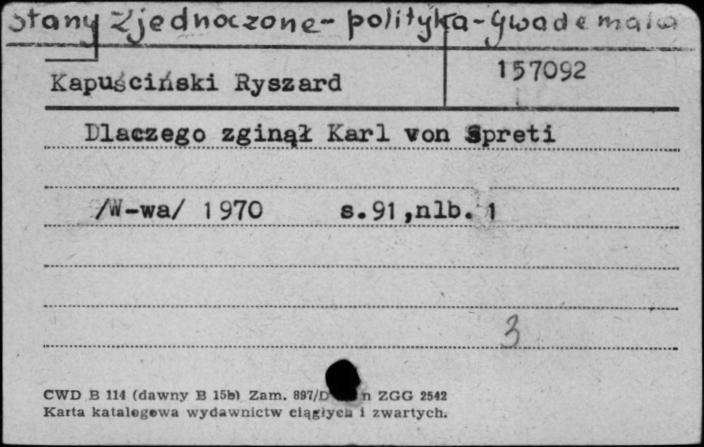 Stany Zjednoczone - polityka - Gwademala
Kapuściński Ryszard
157092
Dlaczego zginął Karl von Spreti
/W-wa/ 1970 s.91,nlb. 1
3
CWD B 114 (dawny B 15b) Zam. 897/D n ZGG 2542
Karta katalogowa wydawnictw ciągłych i zwartych.